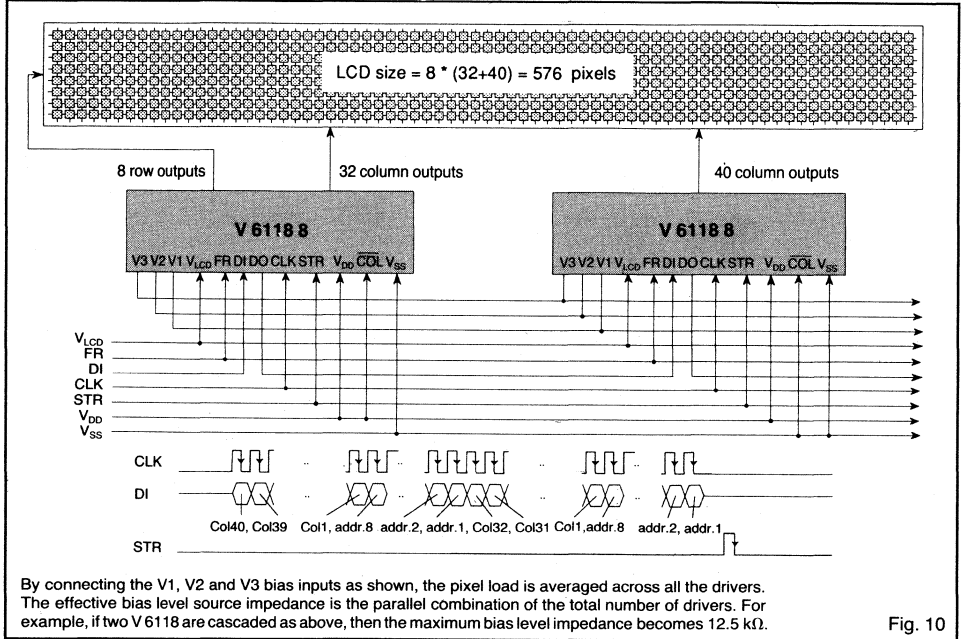 LCD size = 8 * (32+40) = 576 pixels
8 row outputs
32 column outputs
40 column outputs
V 6118 8
V3 V2 V1 VLCD FR DI DO CLK STR VDD COL VSS
V 6118 8
V3 V2 V1 VLCD FR DI DO CLK STR VDD COL VSS
VLCD
FR
DI
CLK
STR
VDD
VSS
CLK
.. .. .. ..
DI
.. .. .. ..
Col40, Col39 Col1, addr.8 addr.2, addr.1, Col32, Col31 Col1,addr.8 addr.2, addr.1
STR
By connecting the V1, V2 and V3 bias inputs as shown, the pixel load is averaged across all the drivers.
The effective bias level source impedance is the parallel combination of the total number of drivers. For
example, if two V 6118 are cascaded as above, then the maximum bias level impedance becomes 12.5 kΩ.
Fig. 10